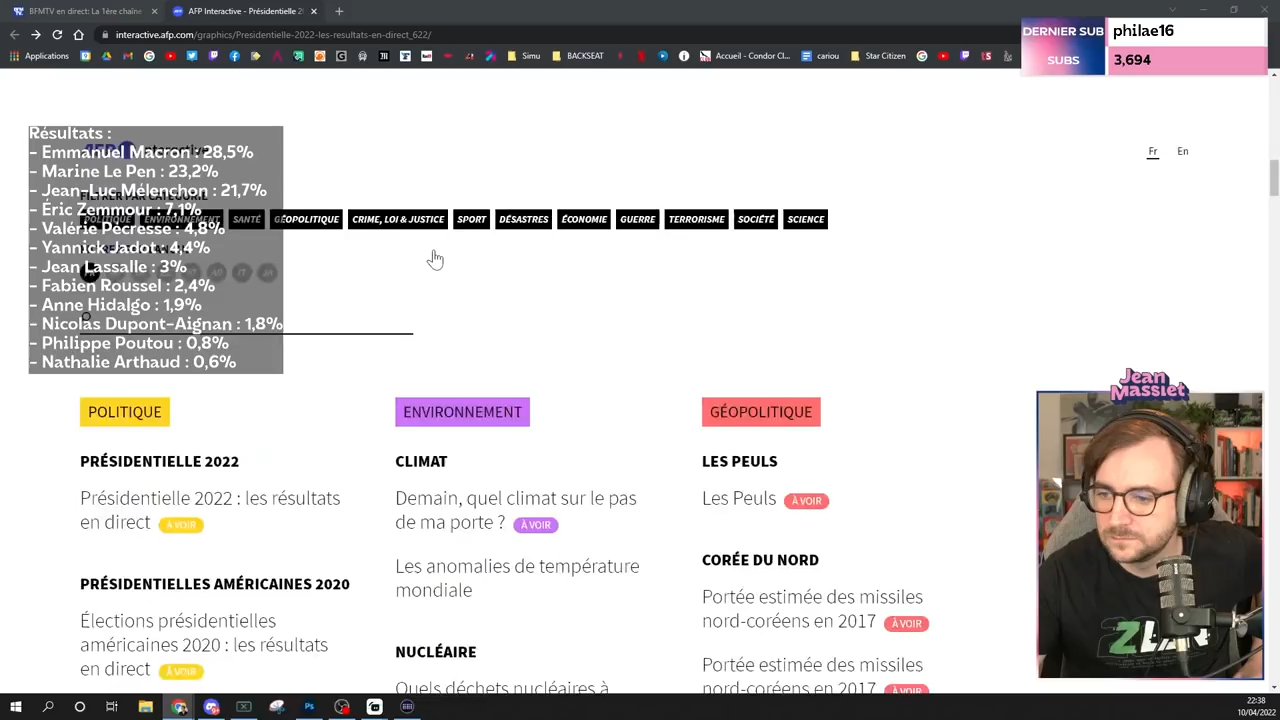 BFMTV en direct: La 1ère chaîne
AFP Interactive - Présidentielle 2
interactive.afp.com/graphics/Presidentielle-2022-les-resultats-en-direct_622/
Applications
Simu
BACKSEAT
Accueil - Condor Cl...
cariou
Star Citizen
DERNIER SUB
philae16
SUBS
3,694
Fr
En
Résultats :
- Emmanuel Macron : 28,5%
- Marine Le Pen : 23,2%
- Jean-Luc Mélenchon : 21,7%
- Éric Zemmour : 7,1%
- Valérie Pécresse : 4,8%
- Yannick Jadot : 4,4%
- Jean Lassalle : 3%
- Fabien Roussel : 2,4%
- Anne Hidalgo : 1,9%
- Nicolas Dupont-Aignan : 1,8%
- Philippe Poutou : 0,8%
- Nathalie Arthaud : 0,6%
FILTRER PAR CATÉGORIE
POLITIQUE ENVIRONNEMENT SANTÉ GÉOPOLITIQUE CRIME, LOI & JUSTICE SPORT DÉSASTRES ÉCONOMIE GUERRE TERRORISME SOCIÉTÉ SCIENCE
POLITIQUE
PRÉSIDENTIELLE 2022
Présidentielle 2022 : les résultats
en direct À VOIR
PRÉSIDENTIELLES AMÉRICAINES 2020
Élections présidentielles
américaines 2020 : les résultats
en direct À VOIR
ENVIRONNEMENT
CLIMAT
Demain, quel climat sur le pas
de ma porte ? À VOIR
Les anomalies de température
mondiale
NUCLÉAIRE
Quels déchets nucléaires à
GÉOPOLITIQUE
LES PEULS
Les Peuls À VOIR
CORÉE DU NORD
Portée estimée des missiles
nord-coréens en 2017 À VOIR
Portée estimée des missiles
nord-coréens en 2017 À VOIR
Jean
Massiet
22:38
10/04/2022